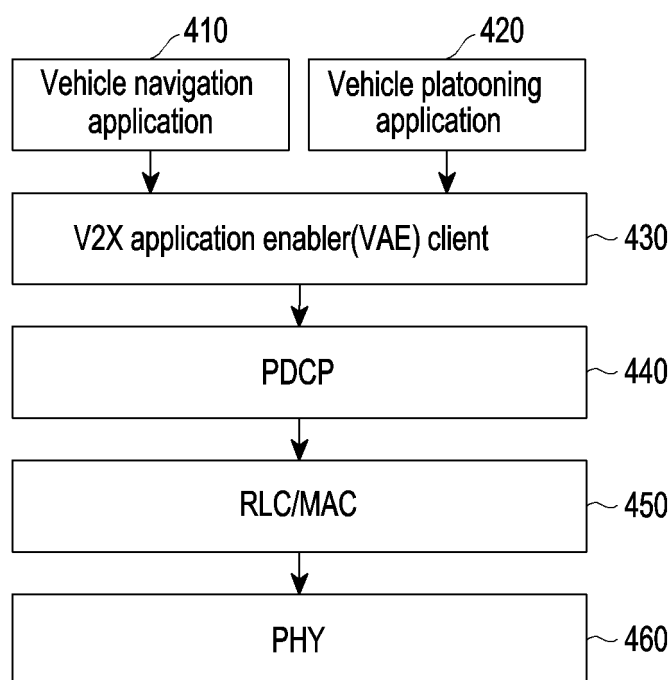 410
420
Vehicle navigation
application
Vehicle platooning
application
V2X application enabler(VAE) client
430
PDCP
440
RLC/MAC
450
PHY
460